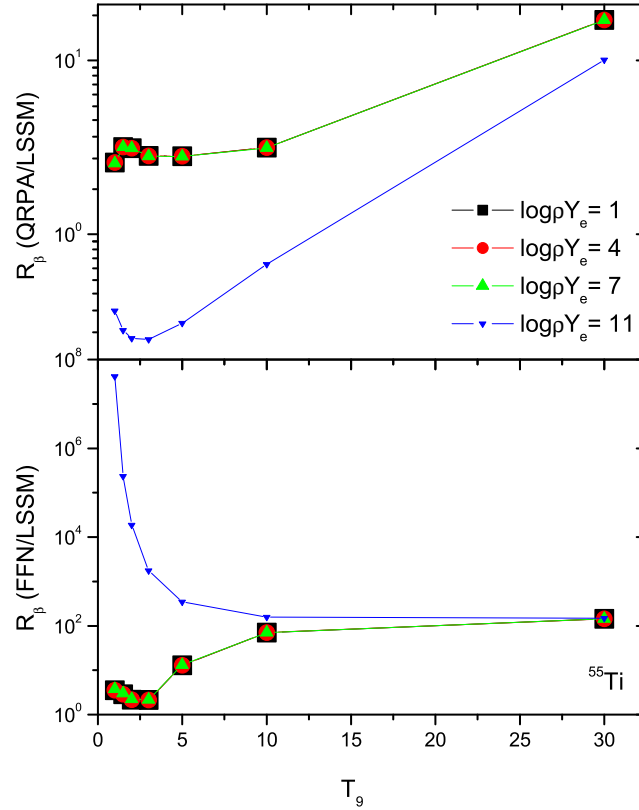 10¹
10⁰
R_β (QRPA/LSSM)
logρY_e= 1
logρY_e= 4
logρY_e= 7
logρY_e= 11
10⁸
10⁶
10⁴
10²
10⁰
R_β (FFN/LSSM)
⁵⁵Ti
0 5 10 15 20 25 30
T₉